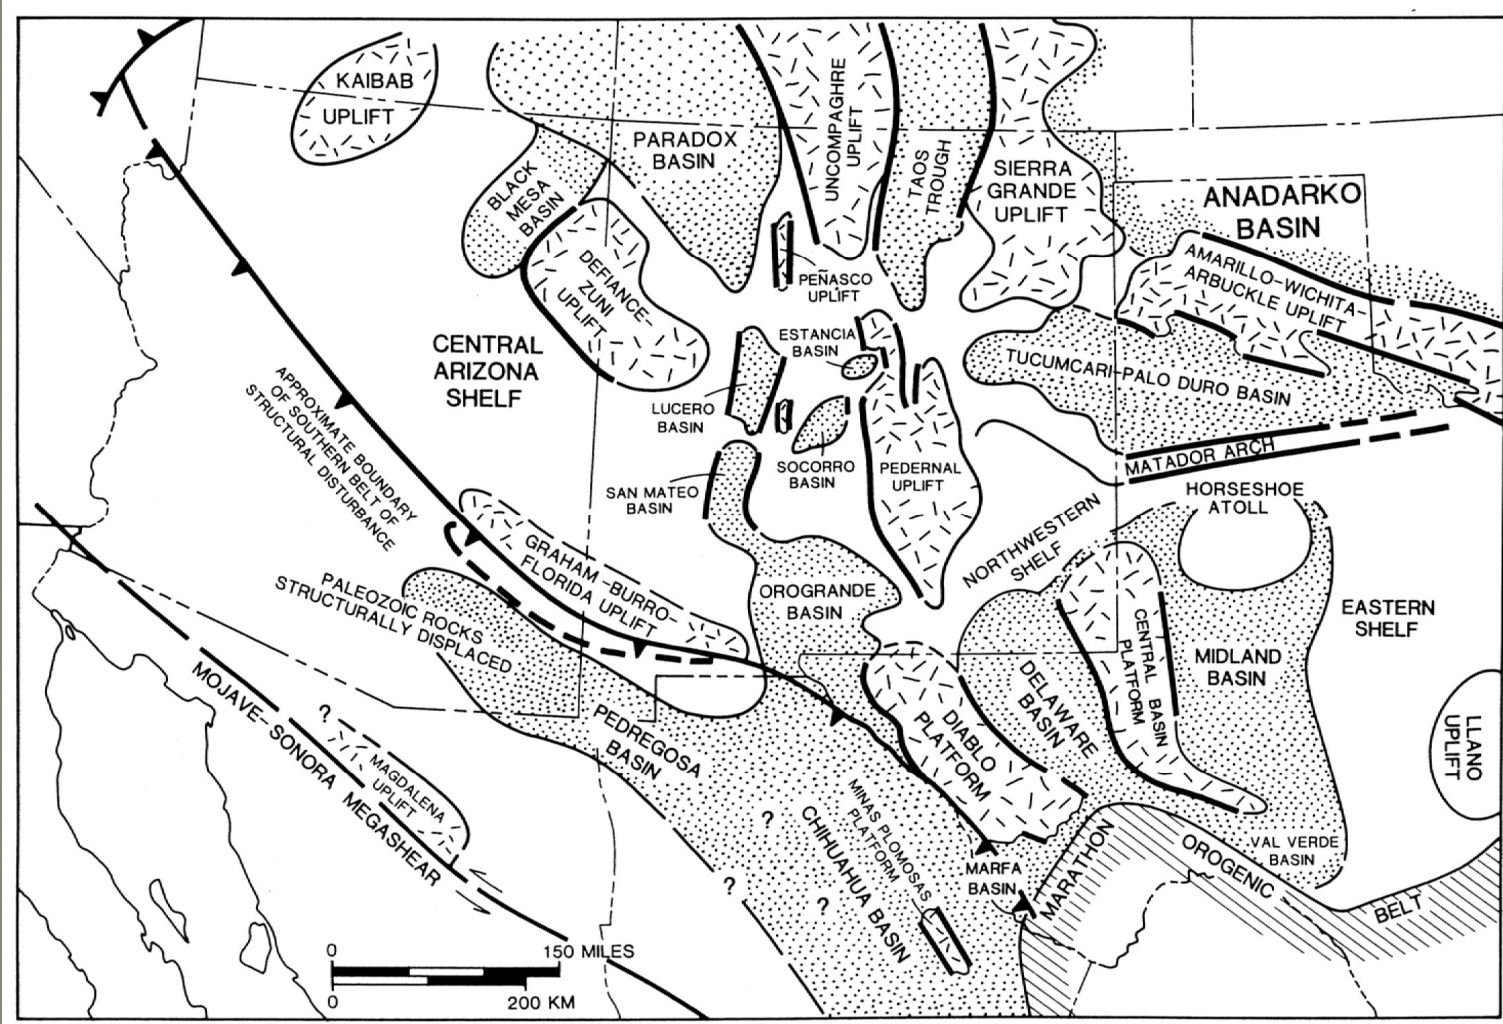 KAIBAB
UPLIFT
PARADOX
BASIN
UNCOMPAGHRE
UPLIFT
TAOS
TROUGH
SIERRA
GRANDE
UPLIFT
ANADARKO
BASIN
BLACK
MESA
BASIN
DEFIANCE-
ZUNI
UPLIFT
PEÑASCO
UPLIFT
AMARILLO-WICHITA-
ARBUCKLE UPLIFT
CENTRAL
ARIZONA
SHELF
ESTANCIA
BASIN
TUCUMCARI-PALO DURO BASIN
LUCERO
BASIN
MATADOR ARCH
APPROXIMATE BOUNDARY
OF SOUTHERN BELT OF
STRUCTURAL DISTURBANCE
SOCORRO
BASIN
PEDERNAL
UPLIFT
SAN MATEO
BASIN
HORSESHOE
ATOLL
NORTHWESTERN
SHELF
GRAHAM-BURRO-
FLORIDA UPLIFT
OROGRANDE
BASIN
PALEOZOIC ROCKS
STRUCTURALLY DISPLACED
EASTERN
SHELF
CENTRAL BASIN
PLATFORM
MIDLAND
BASIN
DELAWARE
BASIN
MOJAVE-SONORA MEGASHEAR
?
MAGDALENA
UPLIFT
PEDREGOSA
BASIN
DIABLO
PLATFORM
LLANO
UPLIFT
MINAS PLOMOSAS
PLATFORM
?
CHIHUAHUA BASIN
?
?
MARFA
BASIN
VAL VERDE
BASIN
MARATHON
OROGENIC
BELT
0
150 MILES
0
200 KM